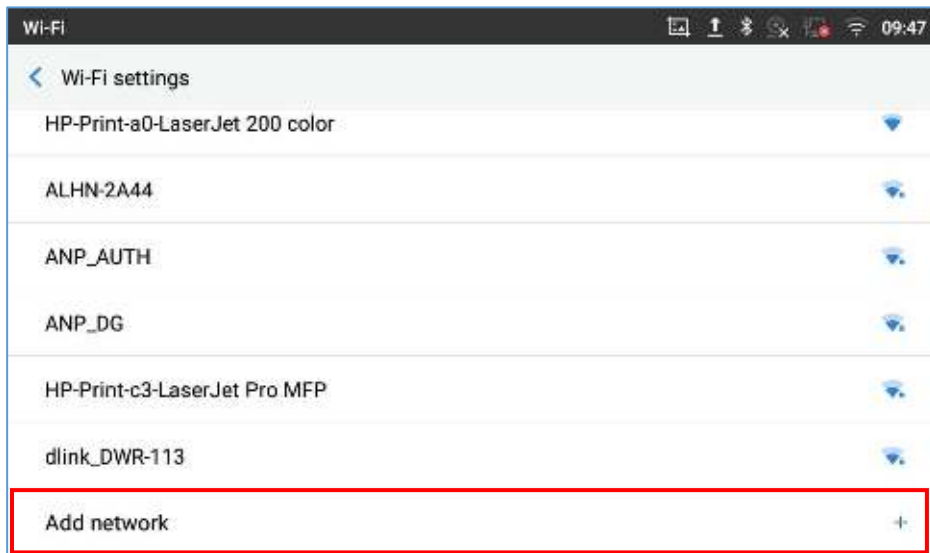 Wi-Fi 09:47
Wi-Fi settings
HP-Print-a0-LaserJet 200 color
ALHN-2A44
ANP_AUTH
ANP_DG
HP-Print-c3-LaserJet Pro MFP
dlink_DWR-113
Add network +